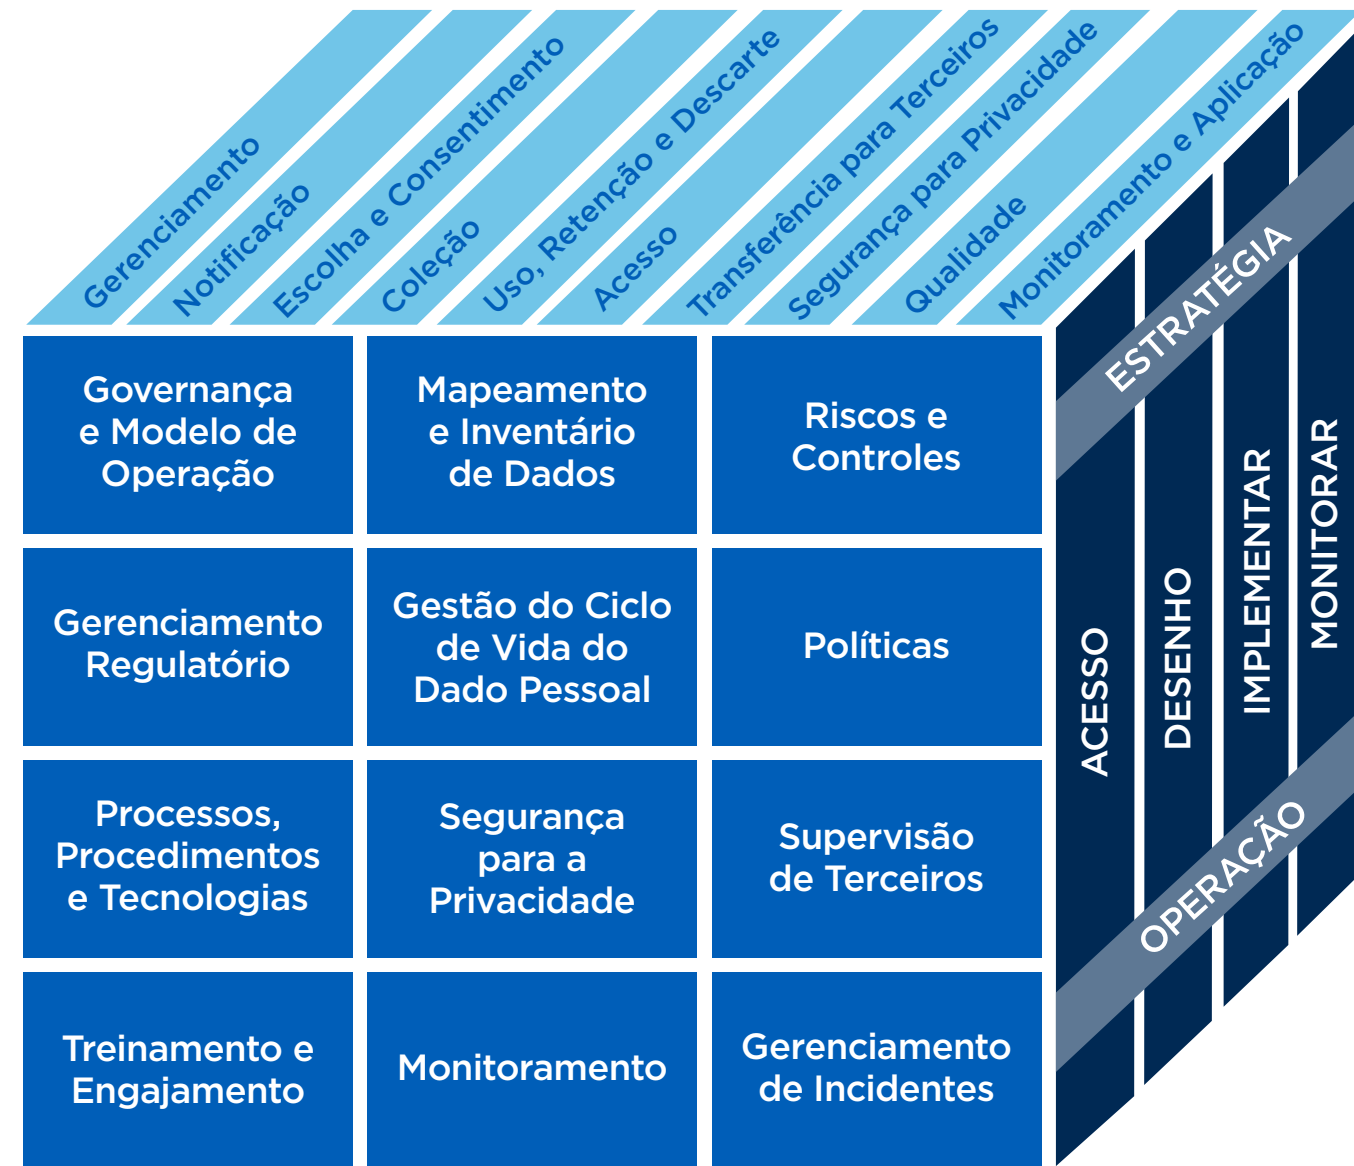 Gerenciamento
Notificação
Escolha e Consentimento
Coleção
Uso, Retenção e Descarte
Acesso
Transferência para Terceiros
Segurança para Privacidade
Qualidade
Monitoramento e Aplicação
Governança
e Modelo de
Operação
Mapeamento
e Inventário
de Dados
Riscos e
Controles
Gerenciamento
Regulatório
Gestão do Ciclo
de Vida do
Dado Pessoal
Políticas
Processos,
Procedimentos
e Tecnologias
Segurança
para a
Privacidade
Supervisão
de Terceiros
Treinamento e
Engajamento
Monitoramento
Gerenciamento
de Incidentes
ESTRATÉGIA
ACESSO
DESENHO
IMPLEMENTAR
MONITORAR
OPERAÇÃO